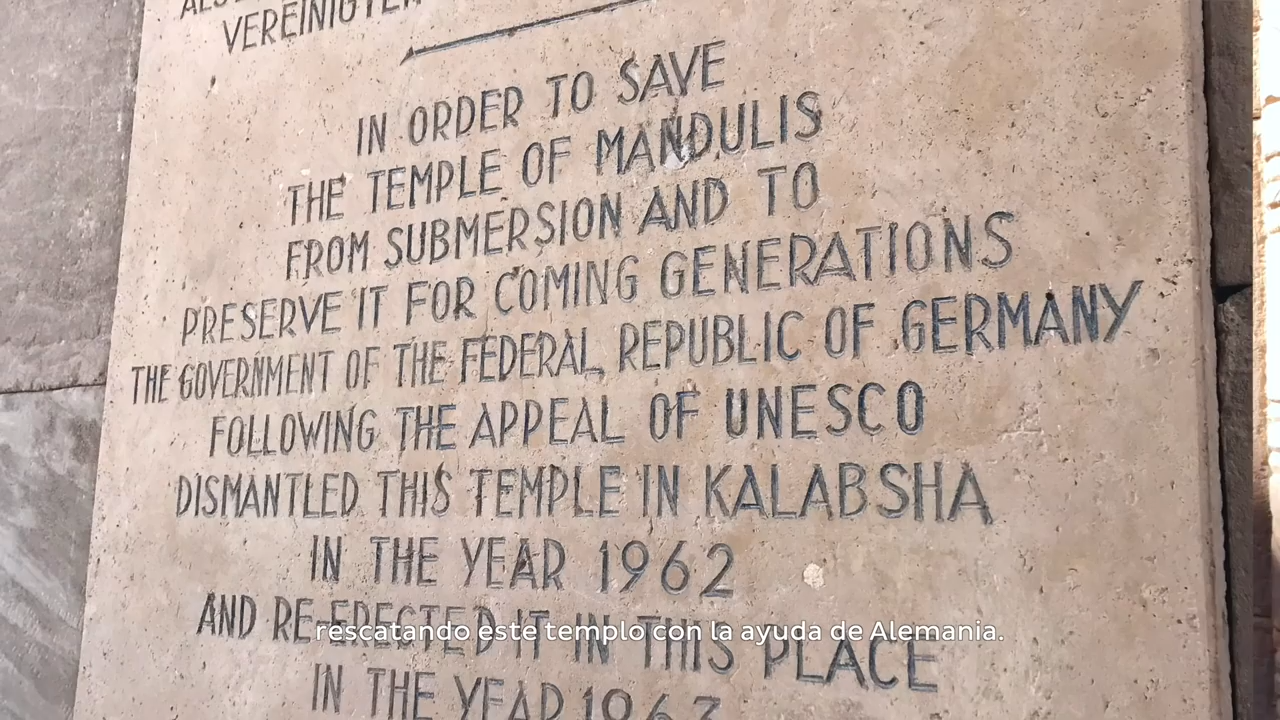 IN ORDER TO SAVE
THE TEMPLE OF MANDULIS
FROM SUBMERSION AND TO
PRESERVE IT FOR COMING GENERATIONS
THE GOVERNMENT OF THE FEDERAL REPUBLIC OF GERMANY
FOLLOWING THE APPEAL OF UNESCO
DISMANTLED THIS TEMPLE IN KALABSHA
IN THE YEAR 1962
AND RE-ERECTED IT IN THIS PLACE
rescatando este templo con la ayuda de Alemania.
IN THE YEAR 1963